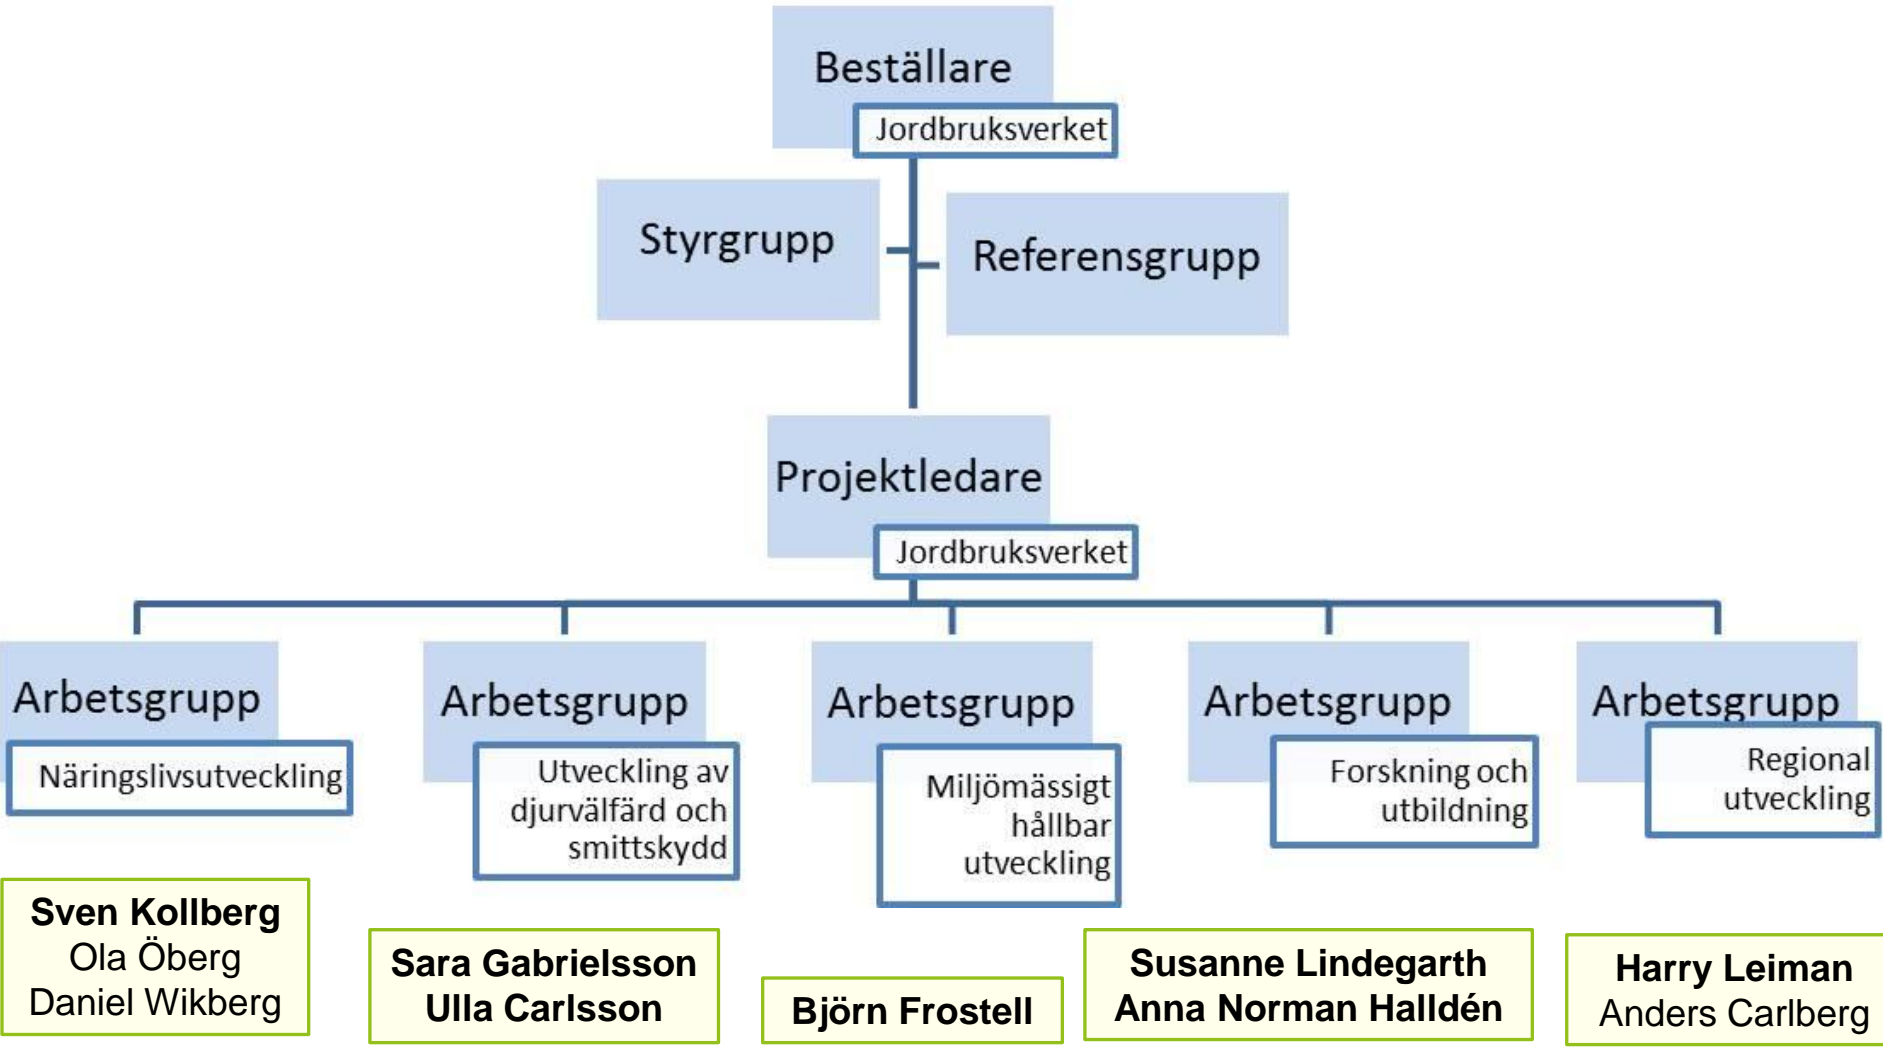 Beställare
Jordbruksverket
Styrgrupp
Referensgrupp
Projektledare
Jordbruksverket
Arbetsgrupp
Näringslivsutveckling
Arbetsgrupp
Utveckling av
djurvälfärd och
smittskydd
Arbetsgrupp
Miljömässigt
hållbar
utveckling
Arbetsgrupp
Forskning och
utbildning
Arbetsgrupp
Regional
utveckling
Sven Kollberg
Ola Öberg
Daniel Wikberg
Sara Gabrielsson
Ulla Carlsson
Björn Frostell
Susanne Lindegarth
Anna Norman Halldén
Harry Leiman
Anders Carlberg